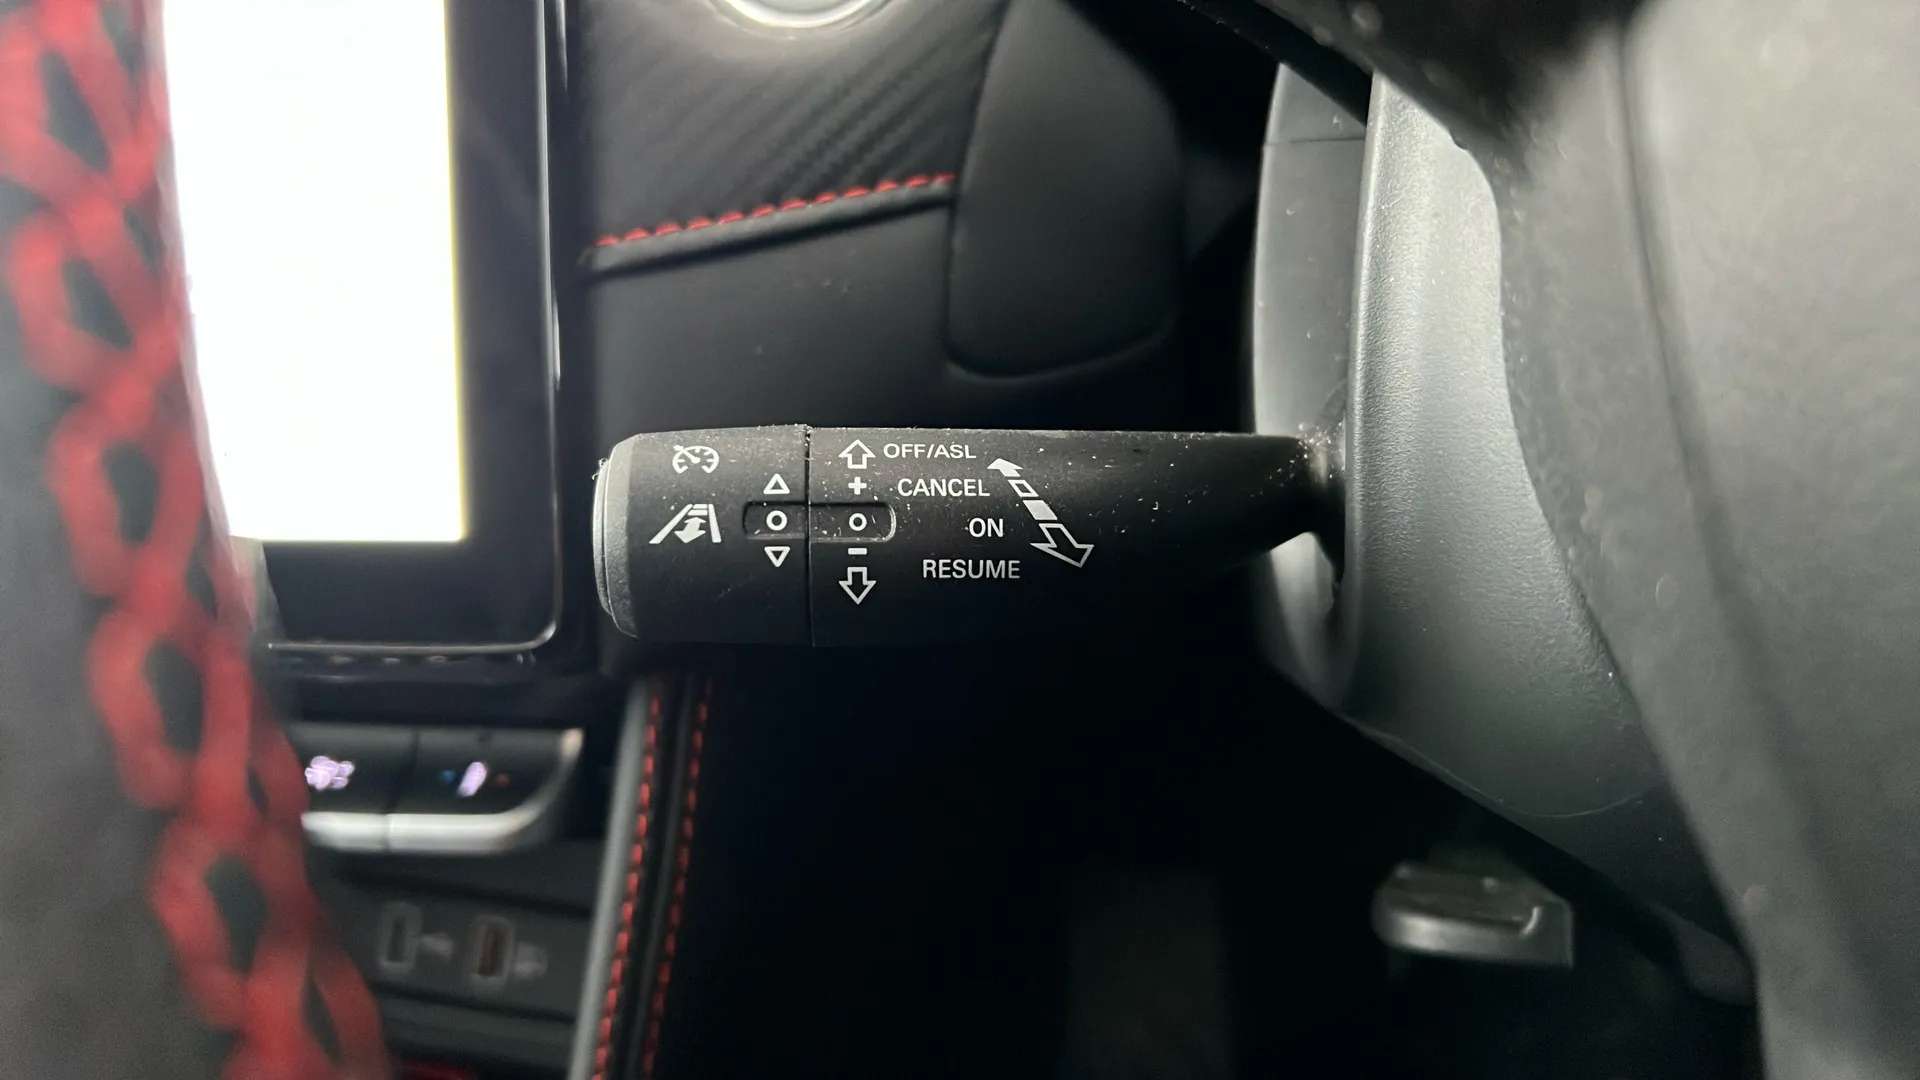 OFF/ASL
+ CANCEL
ON
–
RESUME